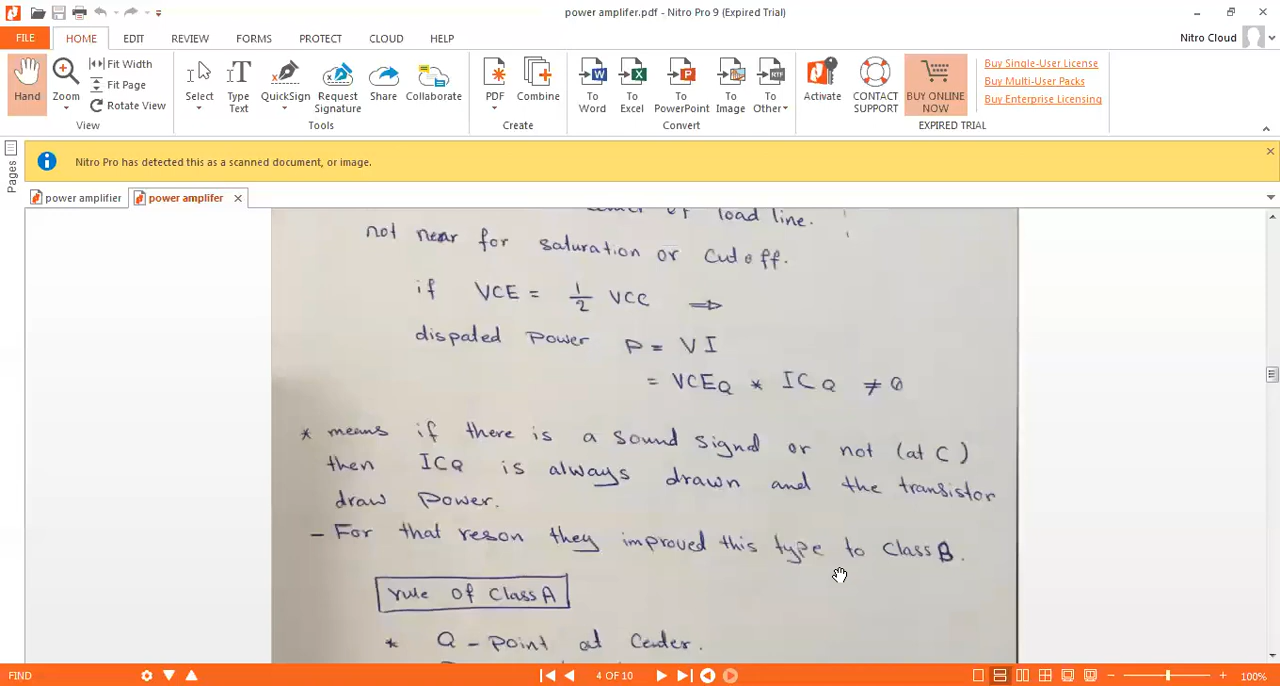 power amplifer.pdf - Nitro Pro 9 (Expired Trial)
FILE HOME EDIT REVIEW FORMS PROTECT CLOUD HELP Nitro Cloud
Hand
Zoom
Fit Width
Fit Page
Rotate View
View
Select
Type Text
QuickSign
Request Signature
Share
Collaborate
Tools
PDF
Combine
Create
To Word
To Excel
To PowerPoint
To Image
To Other
Convert
Activate
CONTACT SUPPORT
BUY ONLINE NOW
Buy Single-User License
Buy Multi-User Packs
Buy Enterprise Licensing
EXPIRED TRIAL
Pages
Nitro Pro has detected this as a scanned document, or image.
power amplifier power amplifer
of load line.
not near for saturation or cutoff.
if VCE = 1/2 VCC ⇒
dispated Power P = VI
= VCEQ * ICQ ≠ 0
* means if there is a sound signd or not (at C)
then ICQ is always drawn and the transistor
draw power.
- For that reson they improved this type to class B.
rule of class A
* Q - Point at center.
FIND 4 OF 10 100%